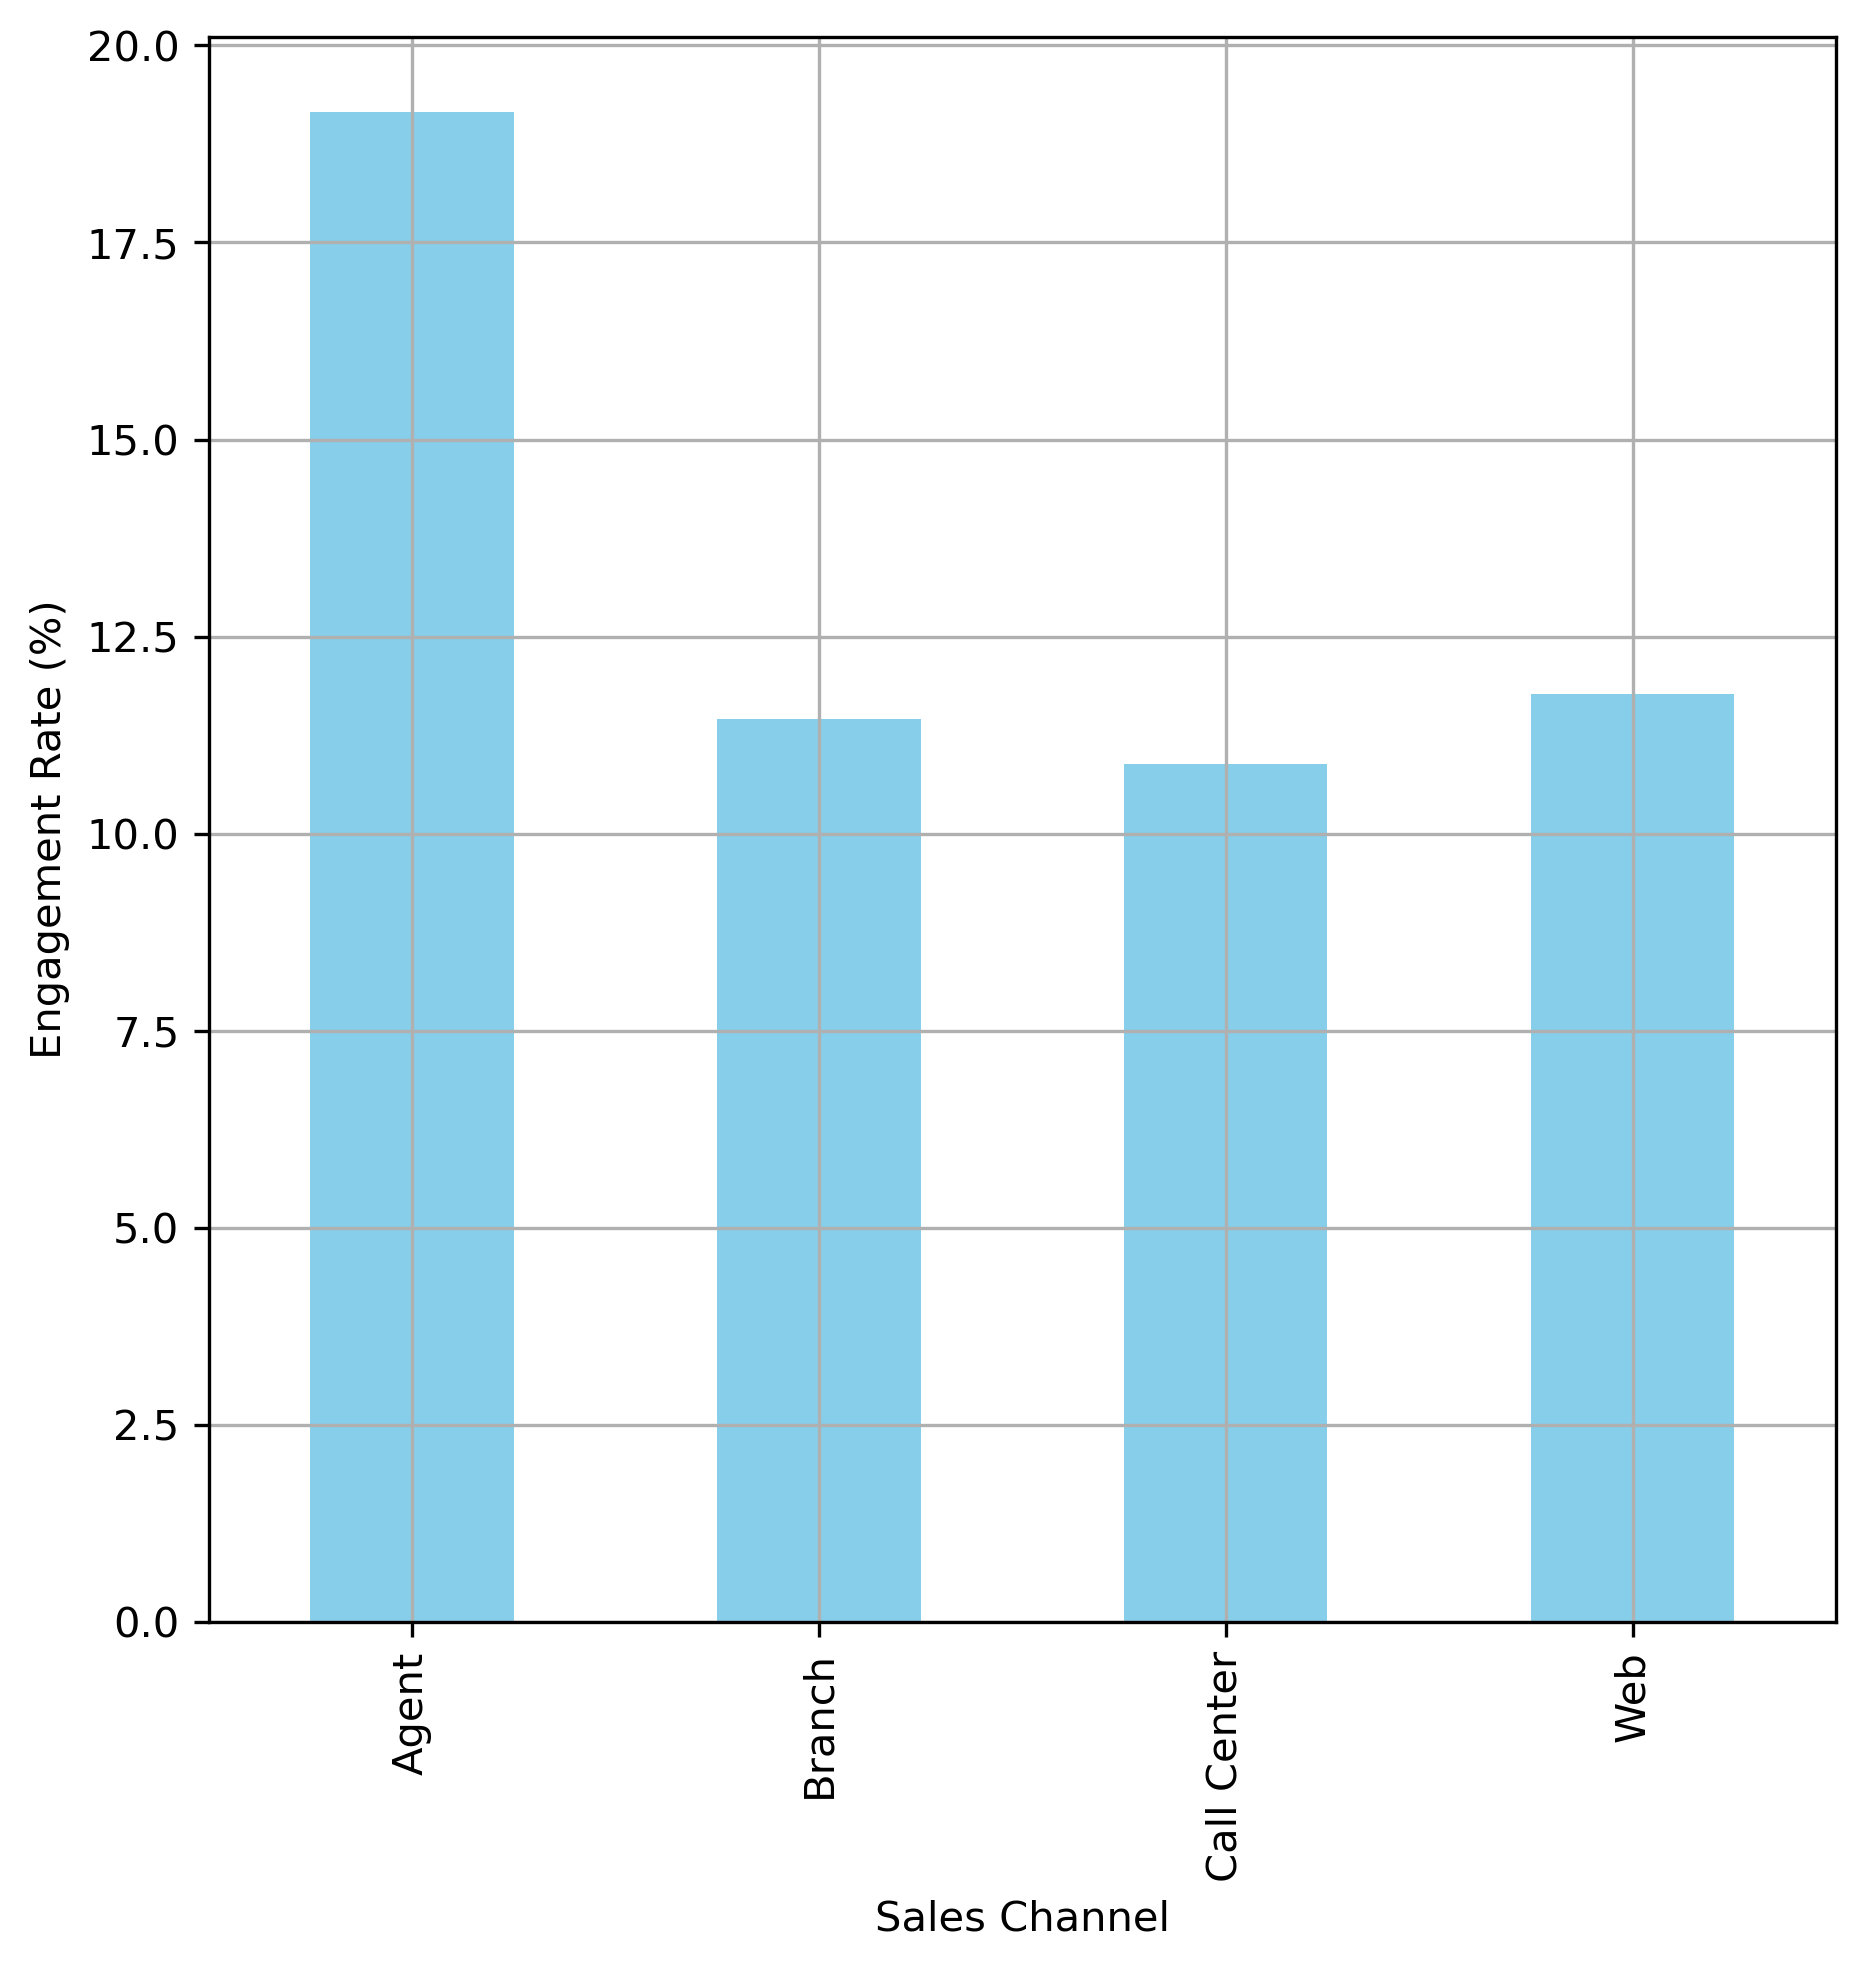 20.0
17.5
15.0
12.5
10.0
7.5
5.0
2.5
0.0
Engagement Rate (%)
Agent
Branch
Call Center
Web
Sales Channel